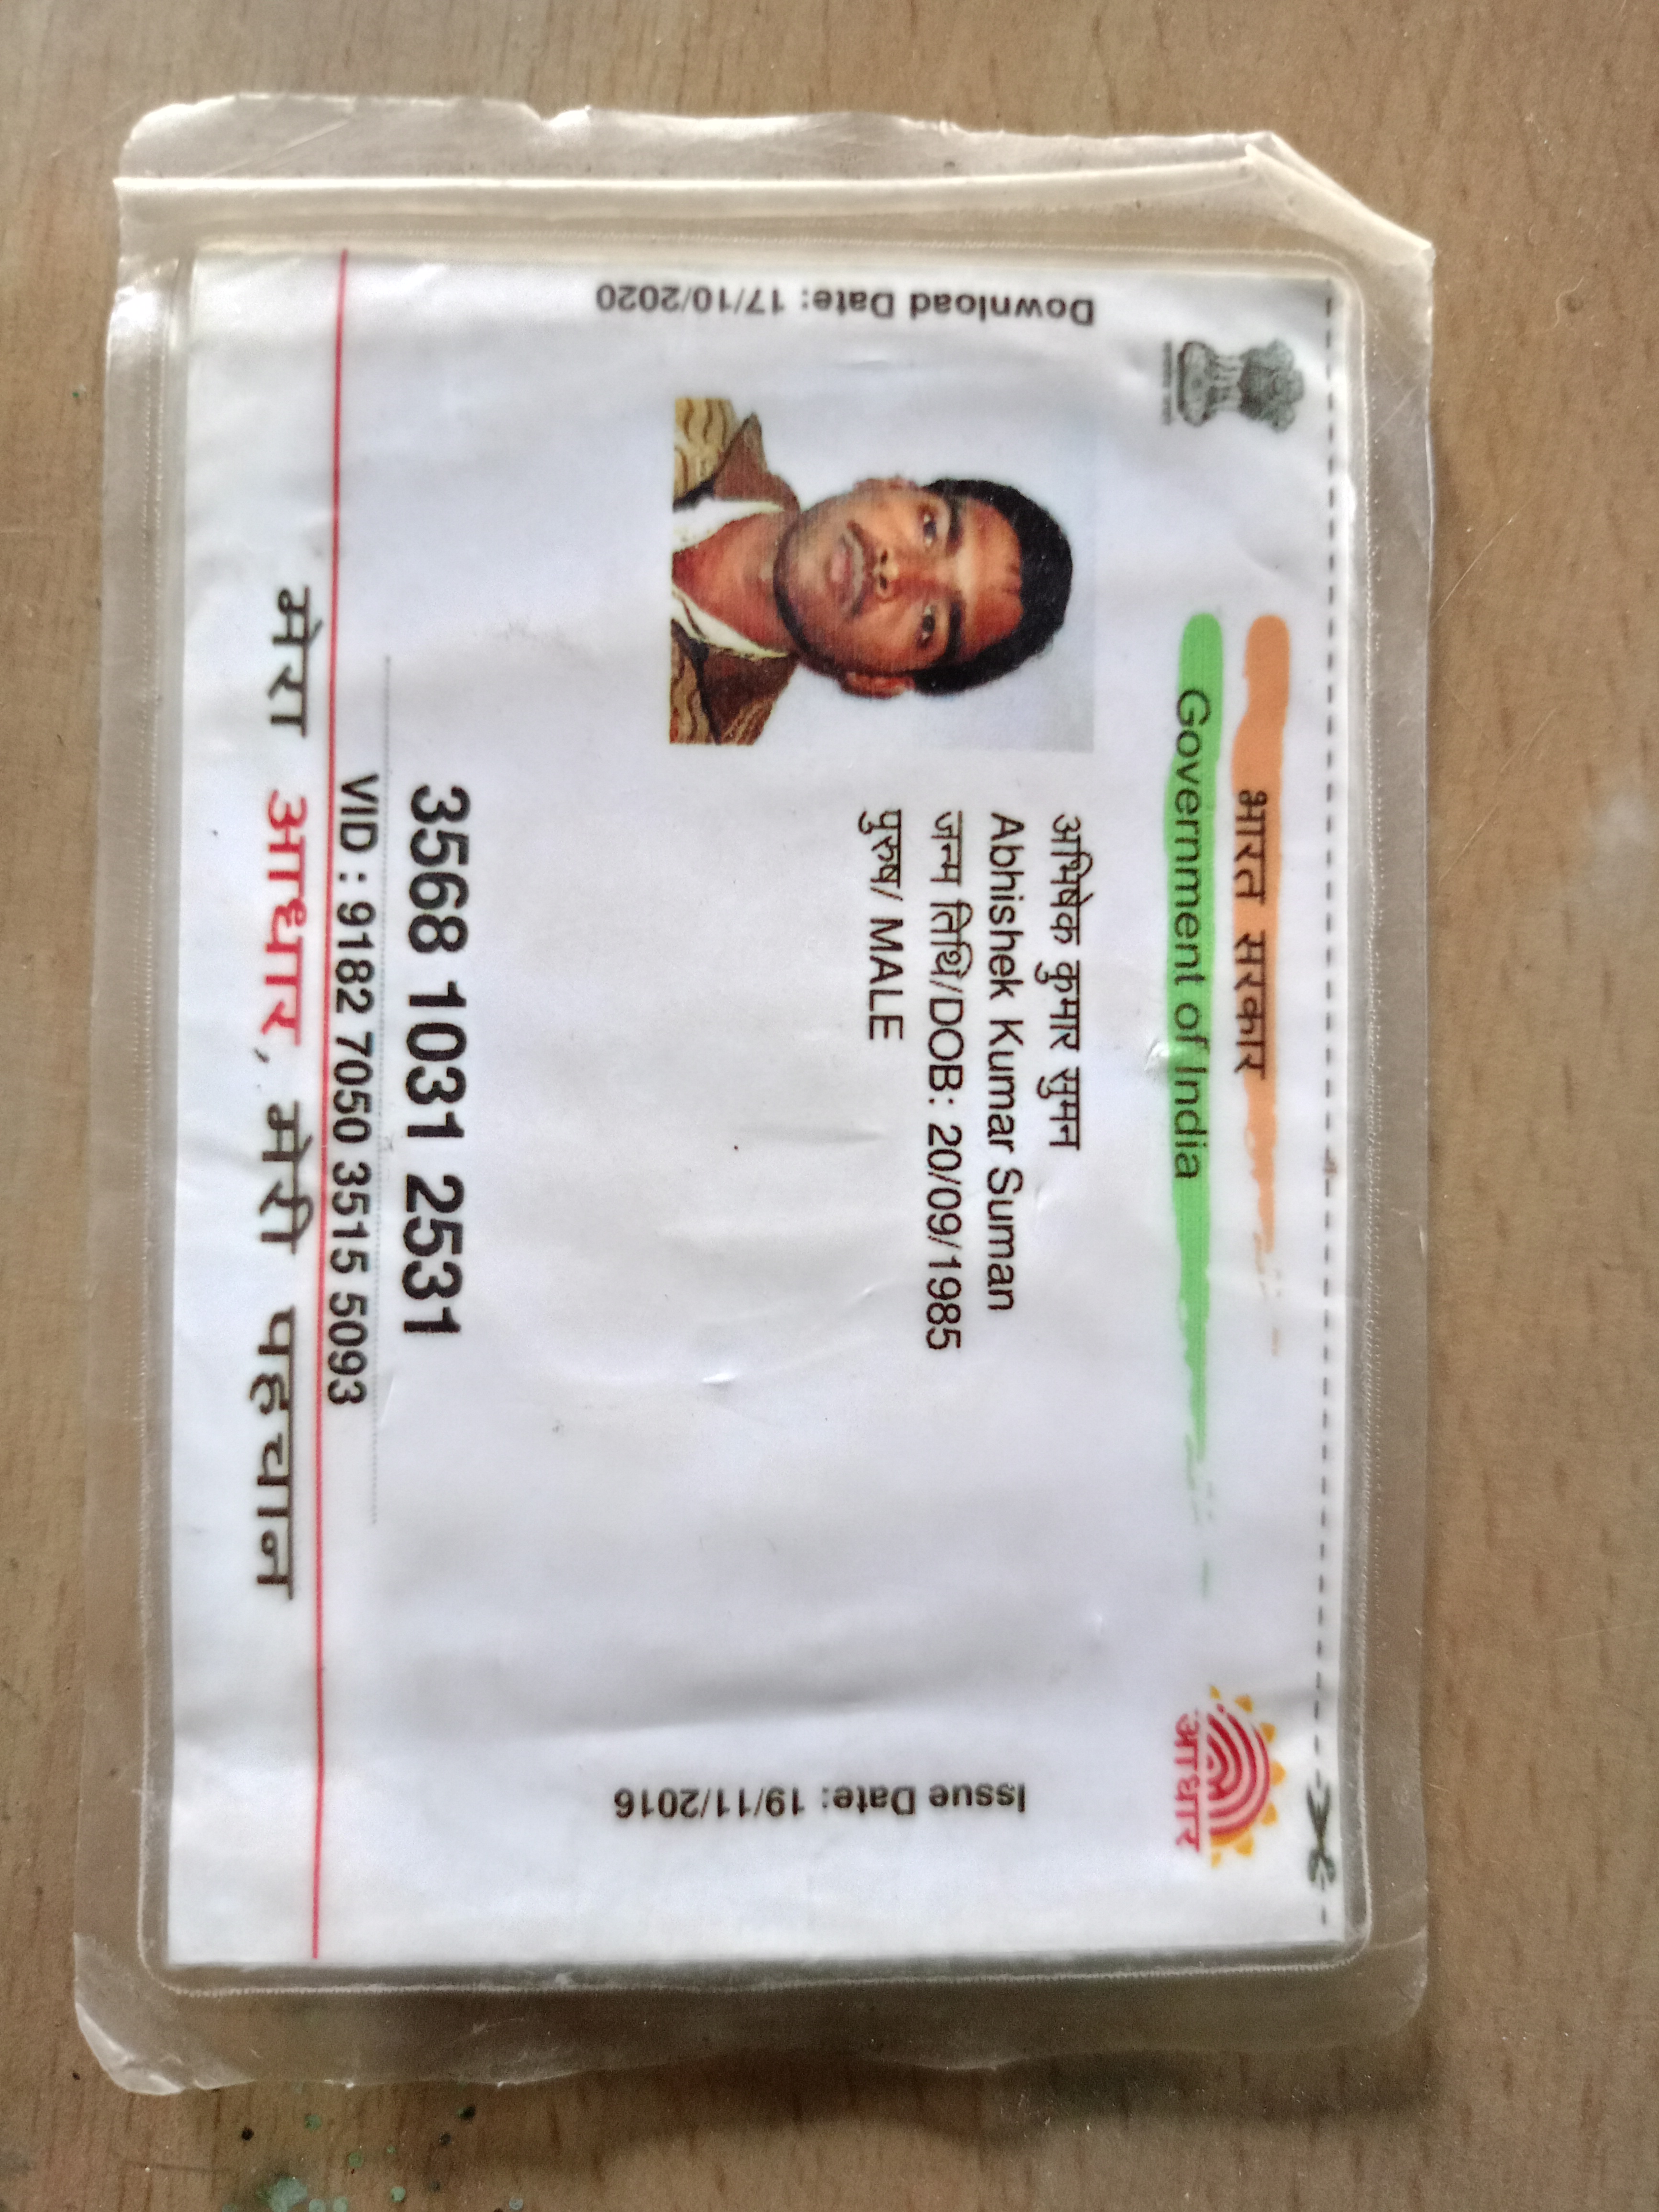 भारत सरकार
Government of India
Download Date: 17/10/2020
अभिषेक कुमार सुमन
Abhishek Kumar Suman
जन्म तिथि/DOB: 20/09/1985
पुरुष/ MALE
Issue Date: 19/11/2016
आधार
3568 1031 2531
VID : 9182 7050 3515 5093
मेरा आधार, मेरी पहचान